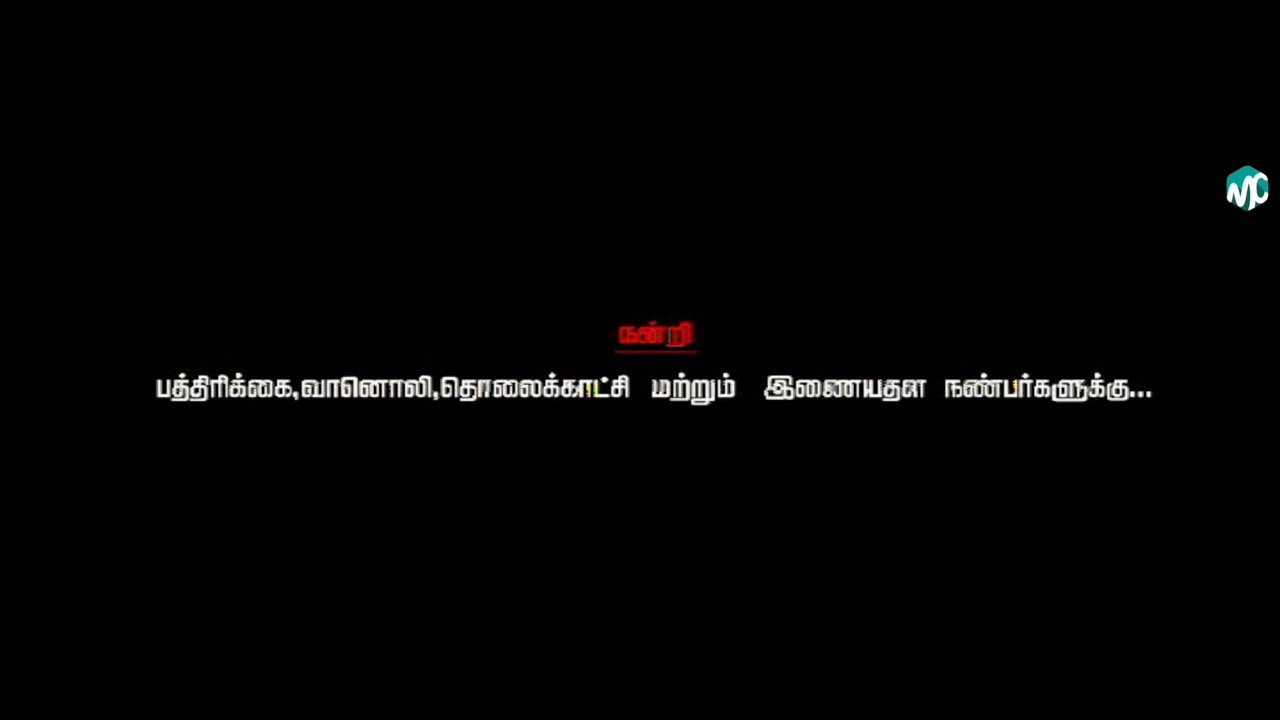 நன்றி
பத்திரிக்கை,வானொலி,தொலைக்காட்சி மற்றும் இணையதள நண்பர்களுக்கு...